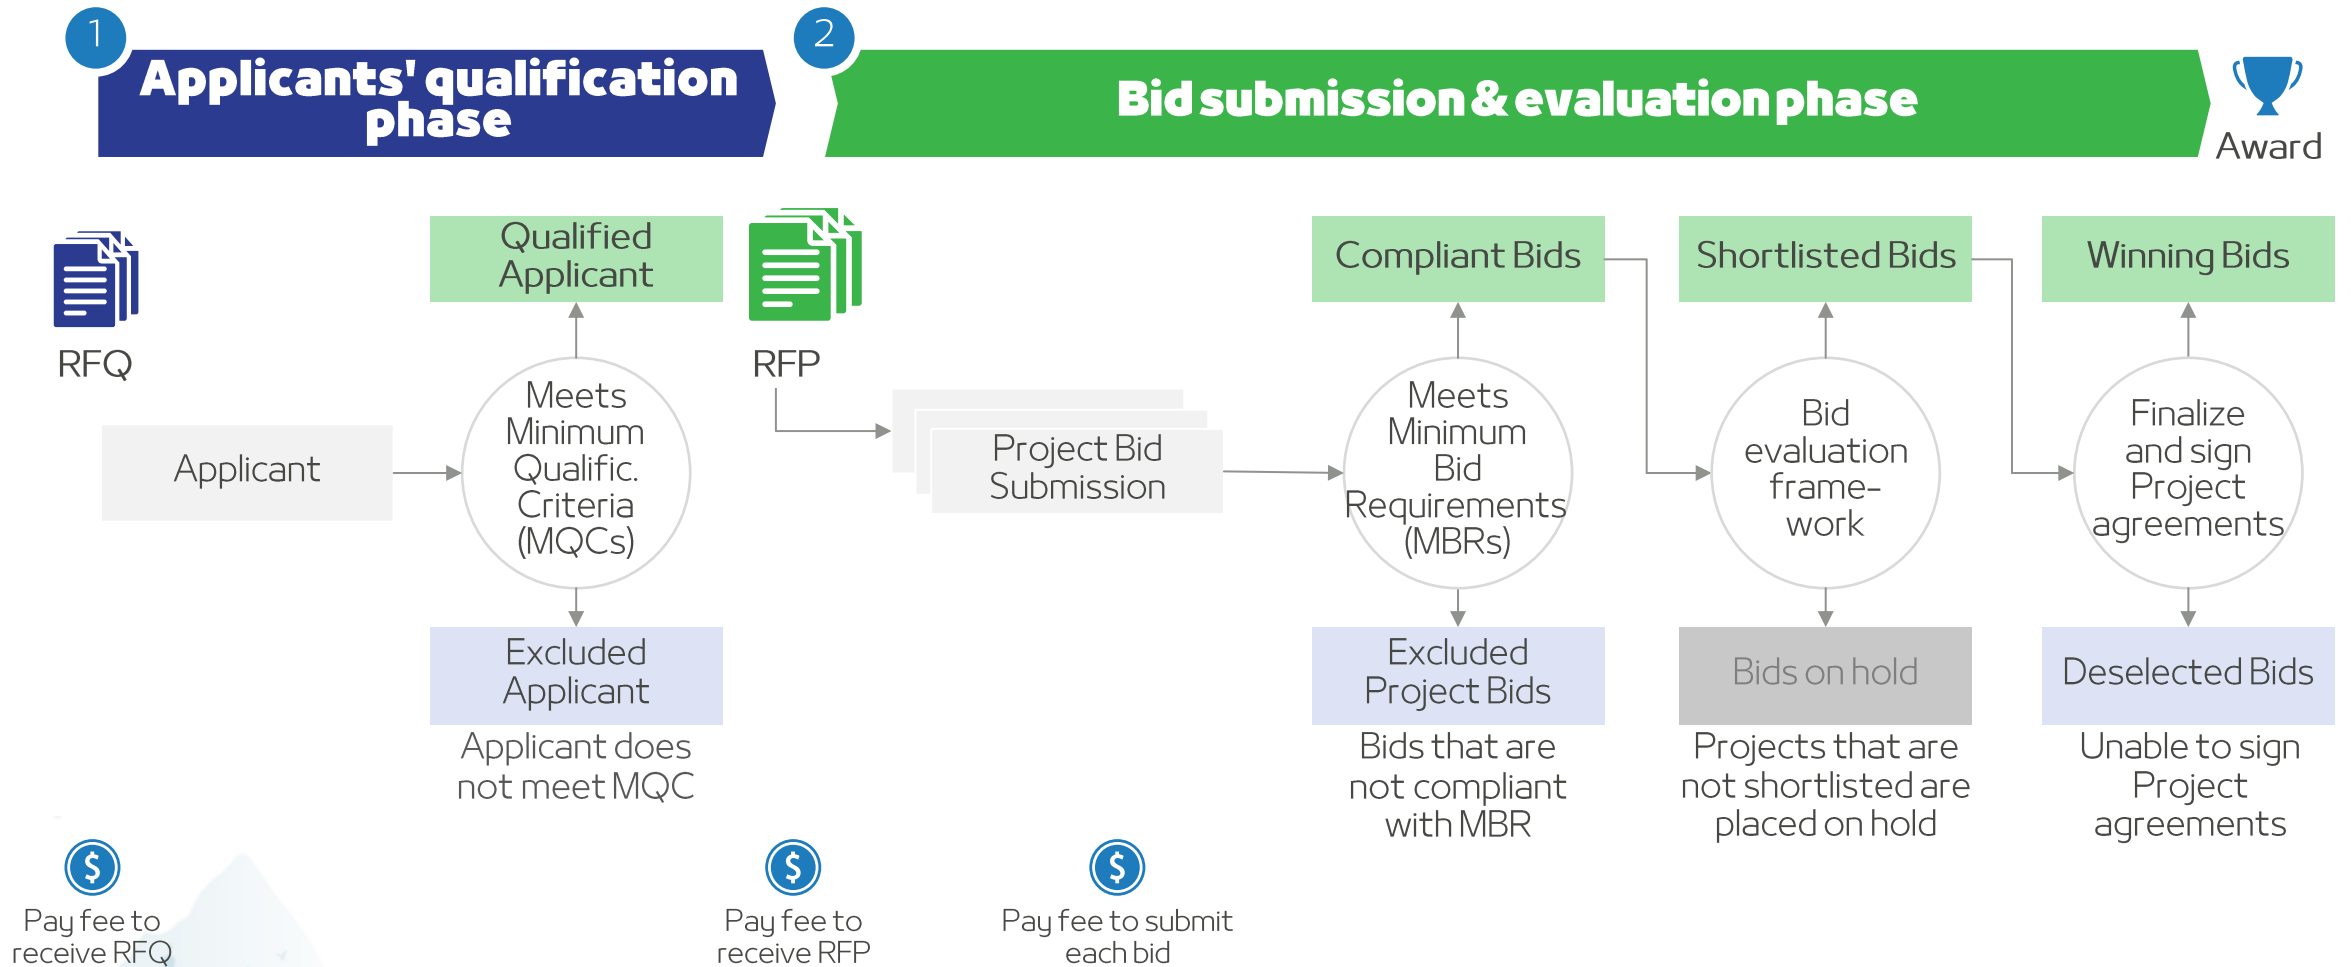 1
Applicants' qualification
phase
2
Bid submission & evaluation phase
Award
RFQ
Applicant
Qualified
Applicant
Meets
Minimum
Qualific.
Criteria
(MQCs)
Excluded
Applicant
Applicant does
not meet MQC
RFP
Project Bid
Submission
Compliant Bids
Meets
Minimum
Bid
Requirements
(MBRs)
Excluded
Project Bids
Bids that are
not compliant
with MBR
Shortlisted Bids
Bid
evaluation
frame-
work
Bids on hold
Projects that are
not shortlisted are
placed on hold
Winning Bids
Finalize
and sign
Project
agreements
Deselected Bids
Unable to sign
Project
agreements
$
Pay fee to
receive RFQ
$
Pay fee to
receive RFP
$
Pay fee to submit
each bid